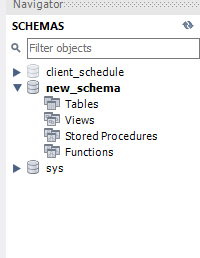 Navigator
SCHEMAS
Filter objects
client_schedule
new_schema
Tables
Views
Stored Procedures
Functions
sys